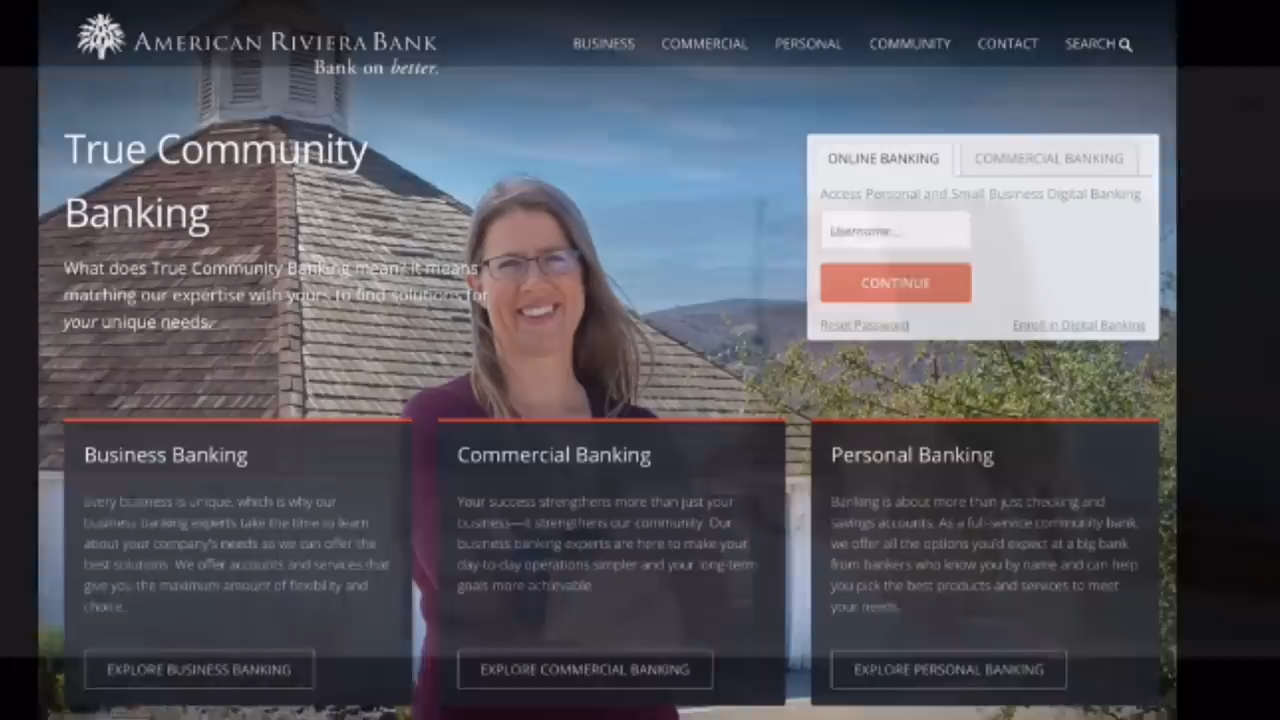 AMERICAN RIVIERA BANK
Bank on better.
BUSINESS COMMERCIAL PERSONAL COMMUNITY CONTACT SEARCH
True Community
Banking
What does True Community Banking mean? It means
matching our expertise with yours to find solutions for
your unique needs.
ONLINE BANKING COMMERCIAL BANKING
Access Personal and Small Business Digital Banking
Username...
CONTINUE
Reset Password Enroll in Digital Banking
Business Banking
Every business is unique, which is why our
business banking experts take the time to learn
about your company's needs so we can offer the
best solutions. We offer accounts and services that
give you the maximum amount of flexibility and
choice.
EXPLORE BUSINESS BANKING
Commercial Banking
Your success strengthens more than just your
business—it strengthens our community. Our
business banking experts are here to make your
day-to-day operations simpler and your long-term
goals more achievable.
EXPLORE COMMERCIAL BANKING
Personal Banking
Banking is about more than just checking and
savings accounts. As a full-service community bank,
we offer all the options you'd expect at a big bank
from bankers who know you by name and can help
you pick the best products and services to meet
your needs.
EXPLORE PERSONAL BANKING